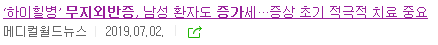 ‘하이힐병’ 무지외반증, 남성 환자도 증가세…증상 초기 적극적 치료 중요
메디컬월드뉴스 | 2019.07.02. |